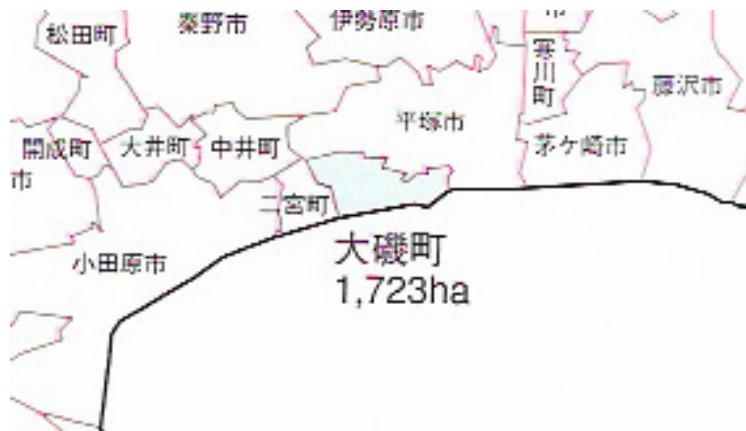 秦野市
伊勢原市
市
松田町
寒川町
藤沢市
平塚市
開成町
大井町
中井町
茅ケ崎市
市
二宮町
小田原市
大磯町
1,723ha